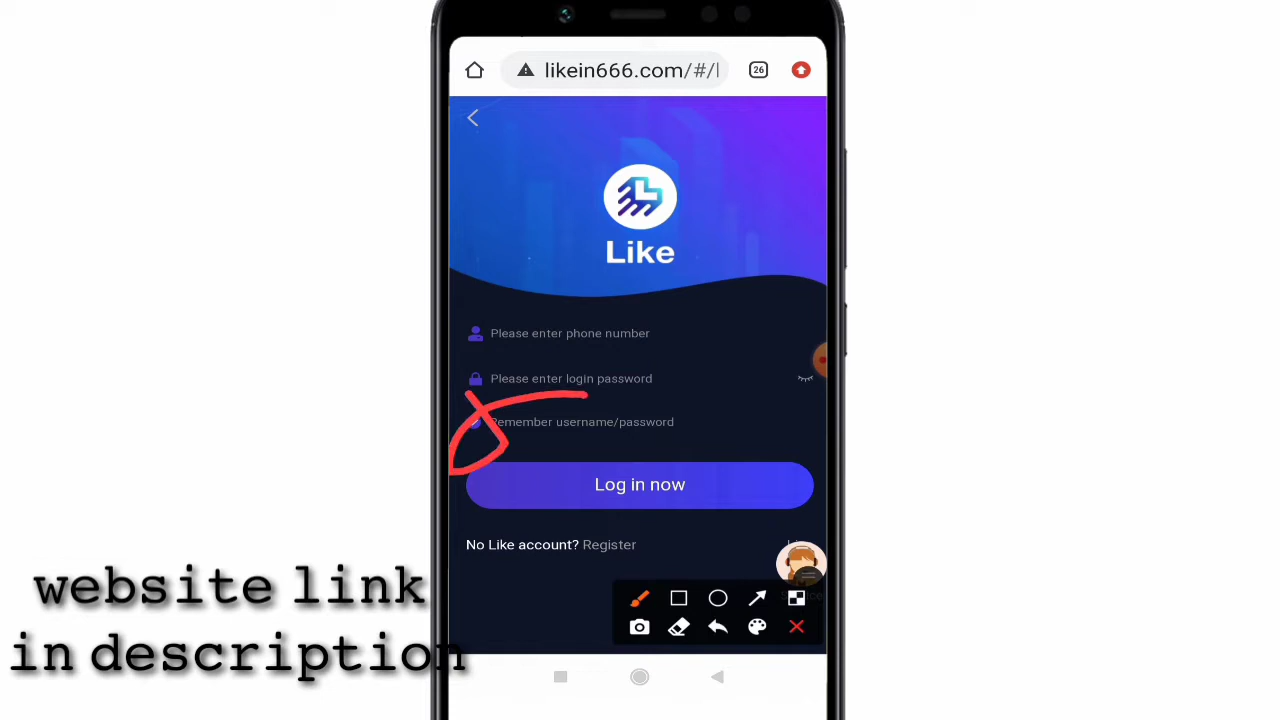 likein666.com/#/l
26
Like
Please enter phone number
Please enter login password
Remember username/password
Log in now
No Like account? Register
website link
in description